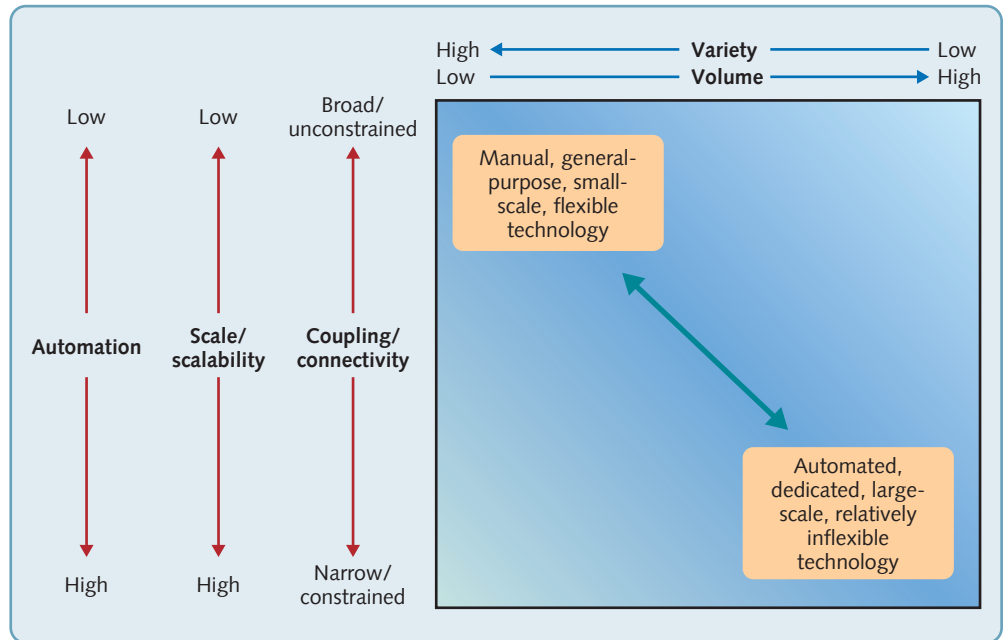 High Variety Low
Low Volume High
Low
Low
Broad/
unconstrained
Manual, general-
purpose, small-
scale, flexible
technology
Automation
Scale/
scalability
Coupling/
connectivity
Automated,
dedicated, large-
scale, relatively
inflexible
technology
High
High
Narrow/
constrained